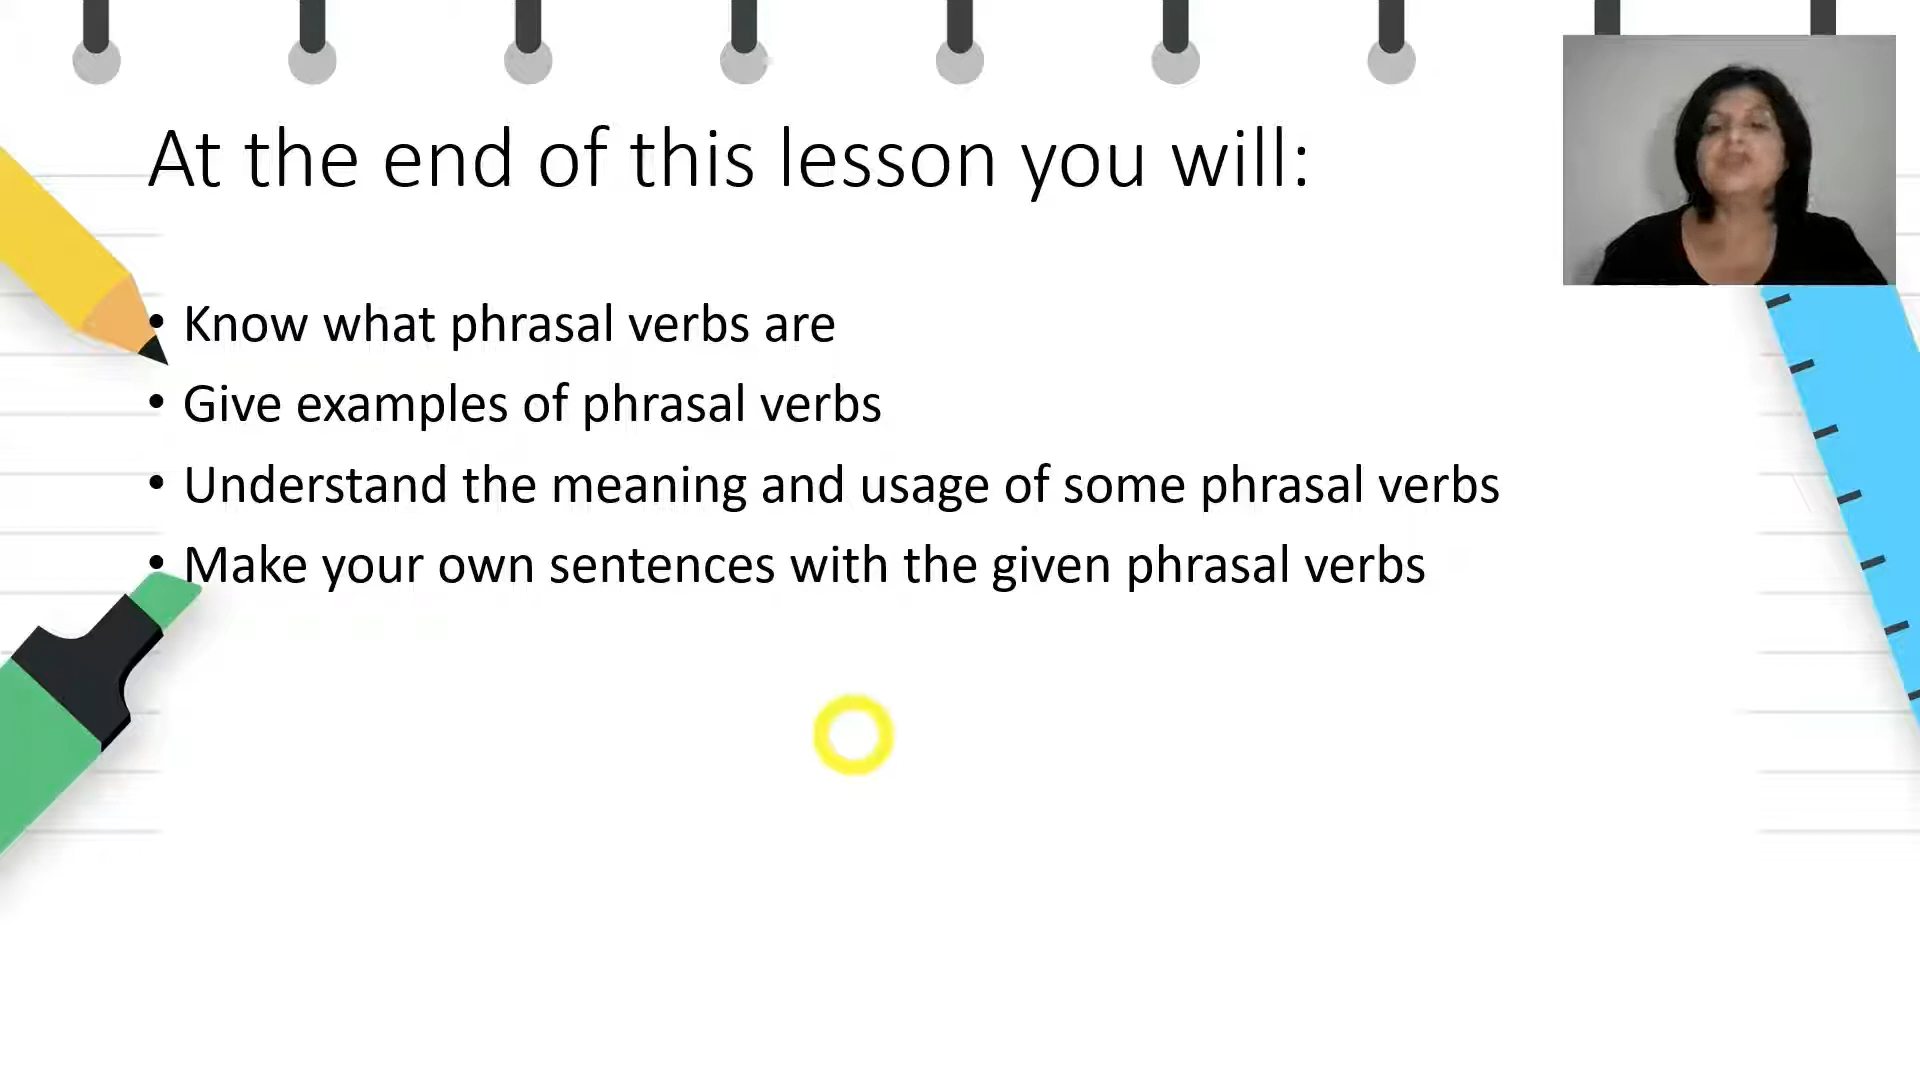 At the end of this lesson you will:
• Know what phrasal verbs are
• Give examples of phrasal verbs
• Understand the meaning and usage of some phrasal verbs
• Make your own sentences with the given phrasal verbs